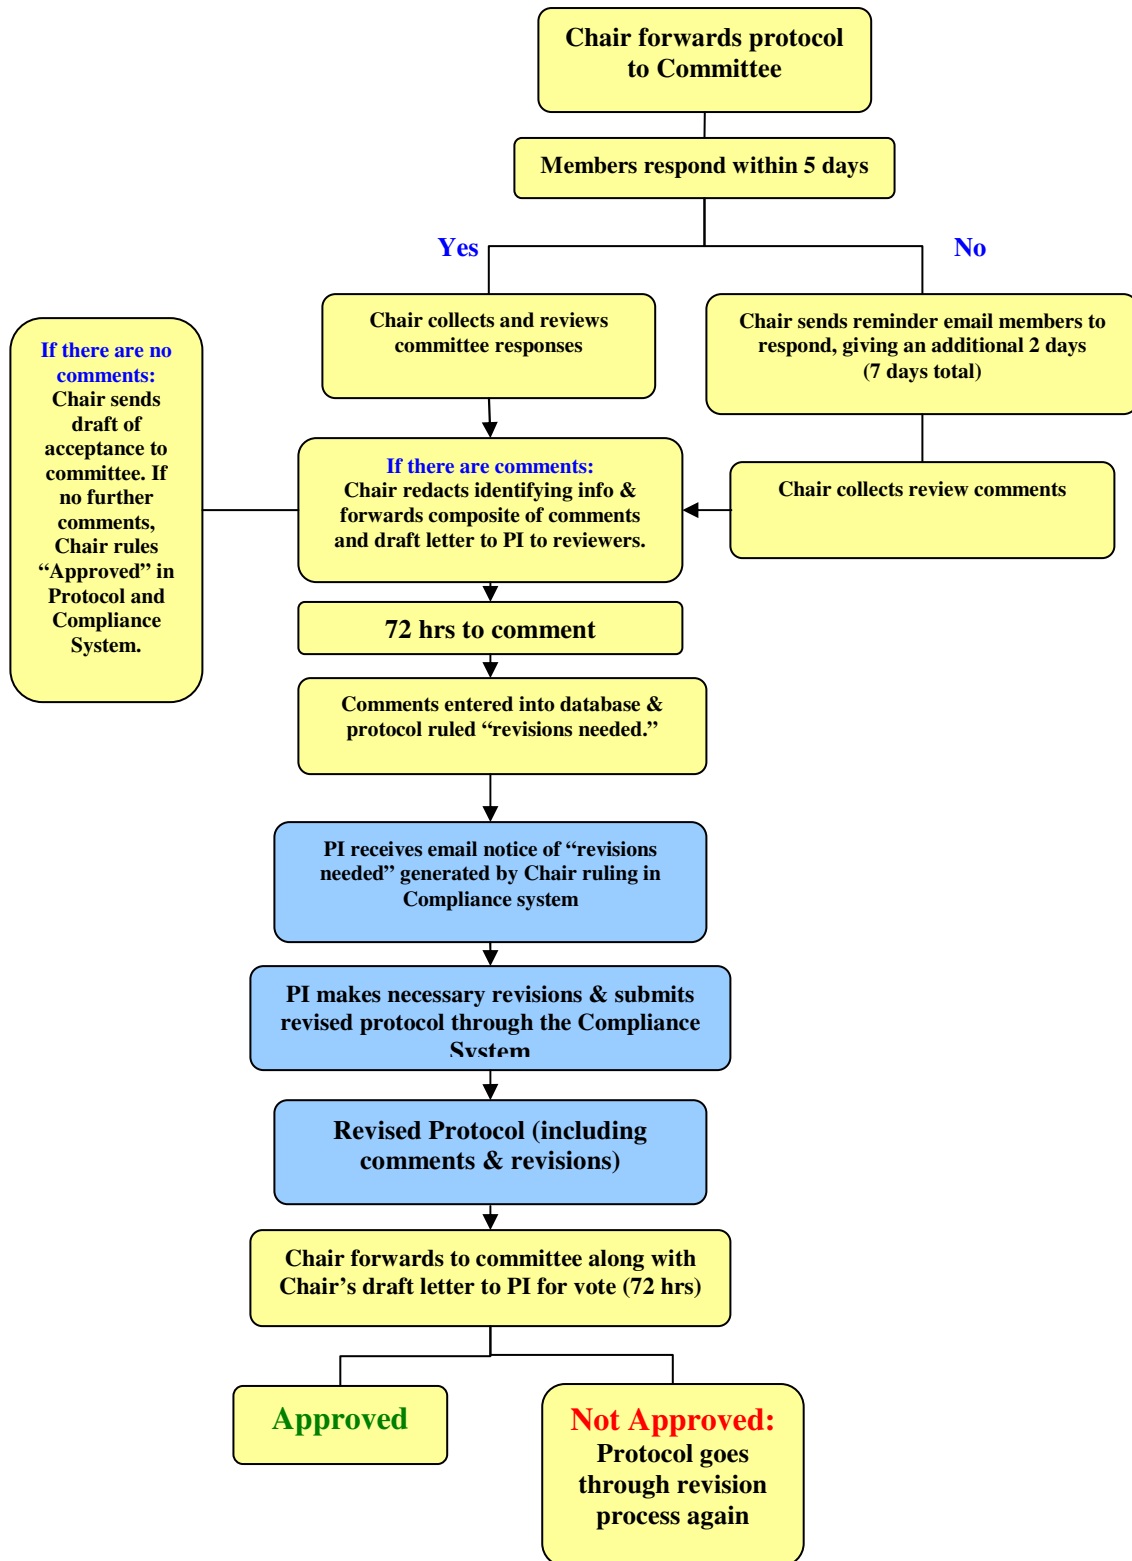 Chair forwards protocol
to Committee
Members respond within 5 days
Yes
No
Chair collects and reviews
committee responses
Chair sends reminder email members to
respond, giving an additional 2 days
(7 days total)
If there are no
comments:
Chair sends
draft of
acceptance to
committee. If
no further
comments,
Chair rules
“Approved” in
Protocol and
Compliance
System.
If there are comments:
Chair redacts identifying info &
forwards composite of comments
and draft letter to PI to reviewers.
Chair collects review comments
72 hrs to comment
Comments entered into database &
protocol ruled “revisions needed.”
PI receives email notice of “revisions
needed” generated by Chair ruling in
Compliance system
PI makes necessary revisions & submits
revised protocol through the Compliance
System
Revised Protocol (including
comments & revisions)
Chair forwards to committee along with
Chair’s draft letter to PI for vote (72 hrs)
Approved
Not Approved:
Protocol goes
through revision
process again